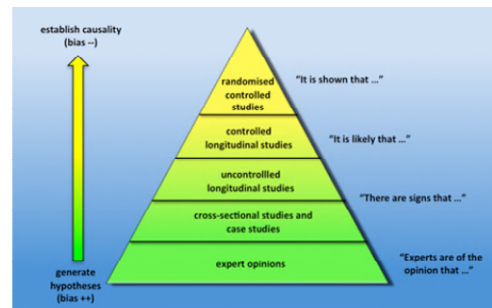 establish causality
(bias --)
randomised
controlled
studies
"It is shown that ..."
controlled
longitudinal studies
"It is likely that ..."
uncontrollled
longitudinal studies
"There are signs that ..."
cross-sectional studies and
case studies
expert opinions
"Experts are of the
opinion that ..."
generate
hypotheses
(bias ++)